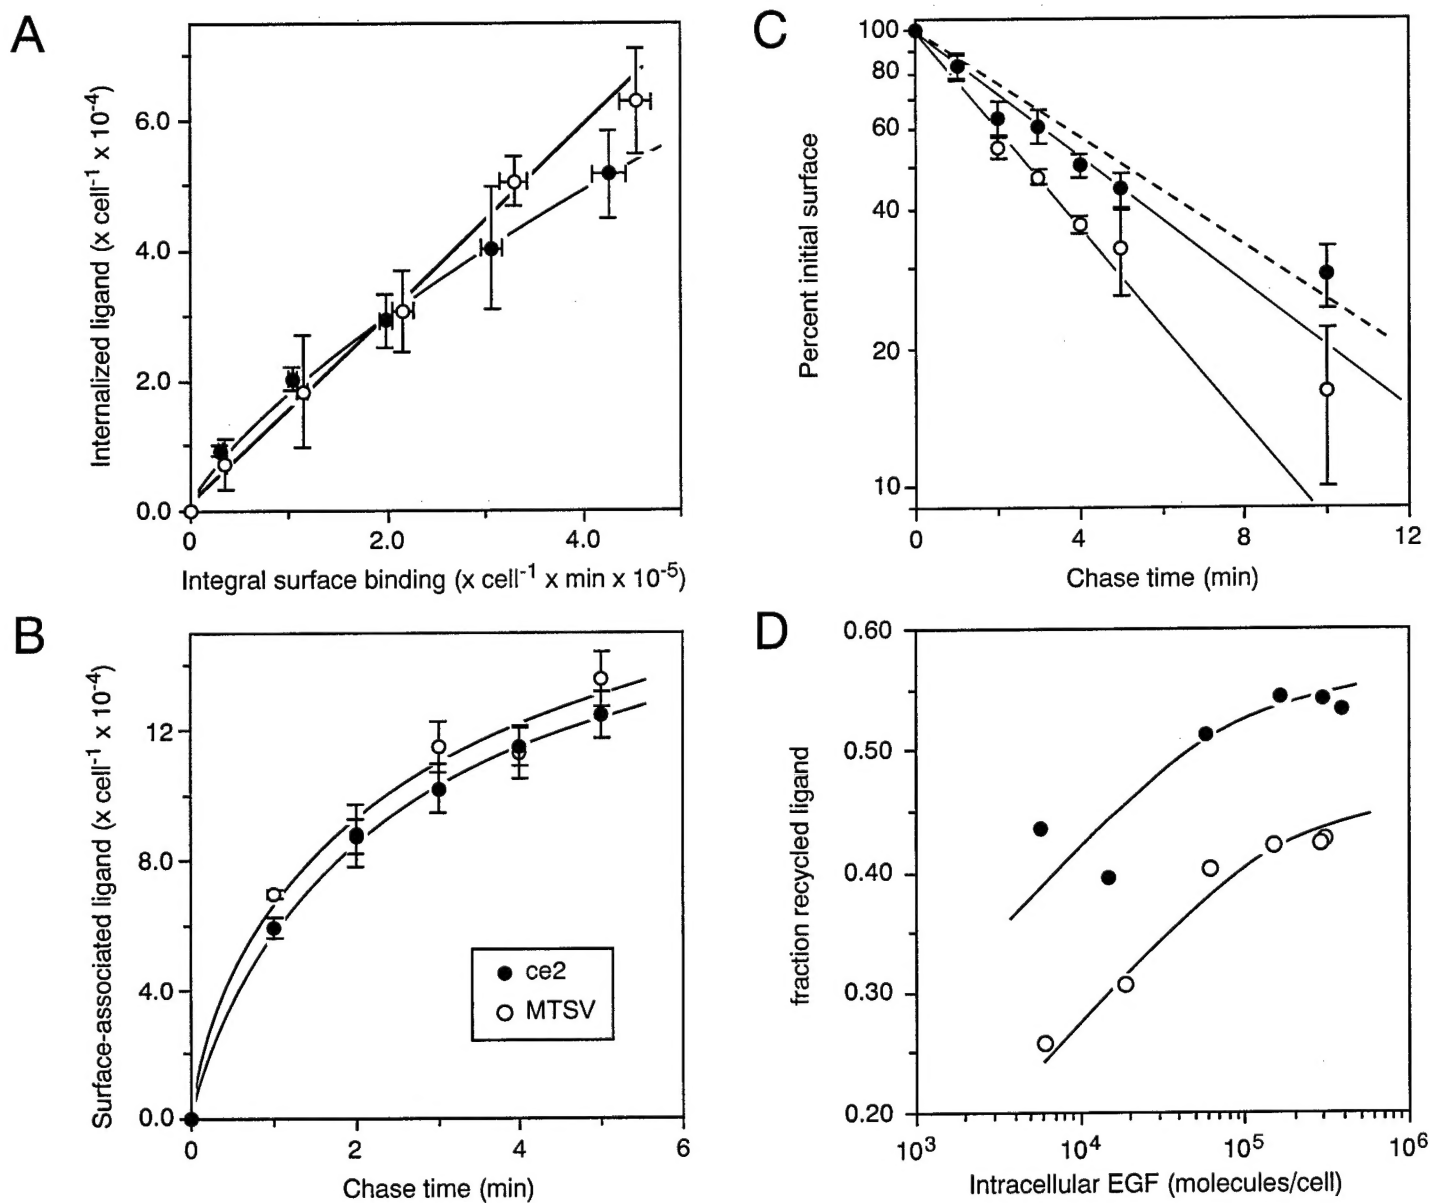 A
Internalized ligand (x cell⁻¹ x 10⁻⁴)
6.0
4.0
2.0
0.0
0
2.0
4.0
Integral surface binding (x cell⁻¹ x min x 10⁻⁵)
B
Surface-associated ligand (x cell⁻¹ x 10⁻⁴)
12
8.0
4.0
0.0
ce2
MTSV
0
2
4
6
Chase time (min)
C
Percent initial surface
100
80
60
40
20
10
0
4
8
12
Chase time (min)
D
fraction recycled ligand
0.60
0.50
0.40
0.30
0.20
10³
10⁴
10⁵
10⁶
Intracellular EGF (molecules/cell)